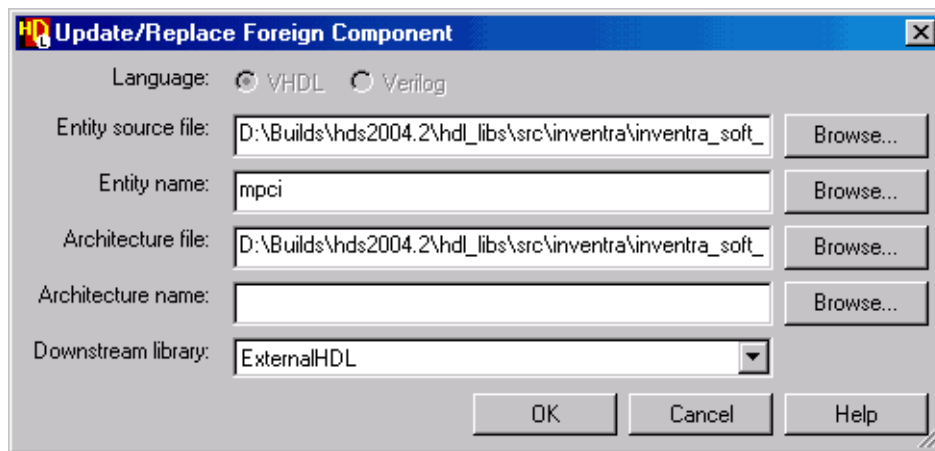 HDL Update/Replace Foreign Component
Language: VHDL Verilog
Entity source file: D:\Builds\hds2004.2\hdl_libs\src\inventra\inventra_soft_ Browse...
Entity name: mpci Browse...
Architecture file: D:\Builds\hds2004.2\hdl_libs\src\inventra\inventra_soft_ Browse...
Architecture name: Browse...
Downstream library: ExternalHDL
OK Cancel Help